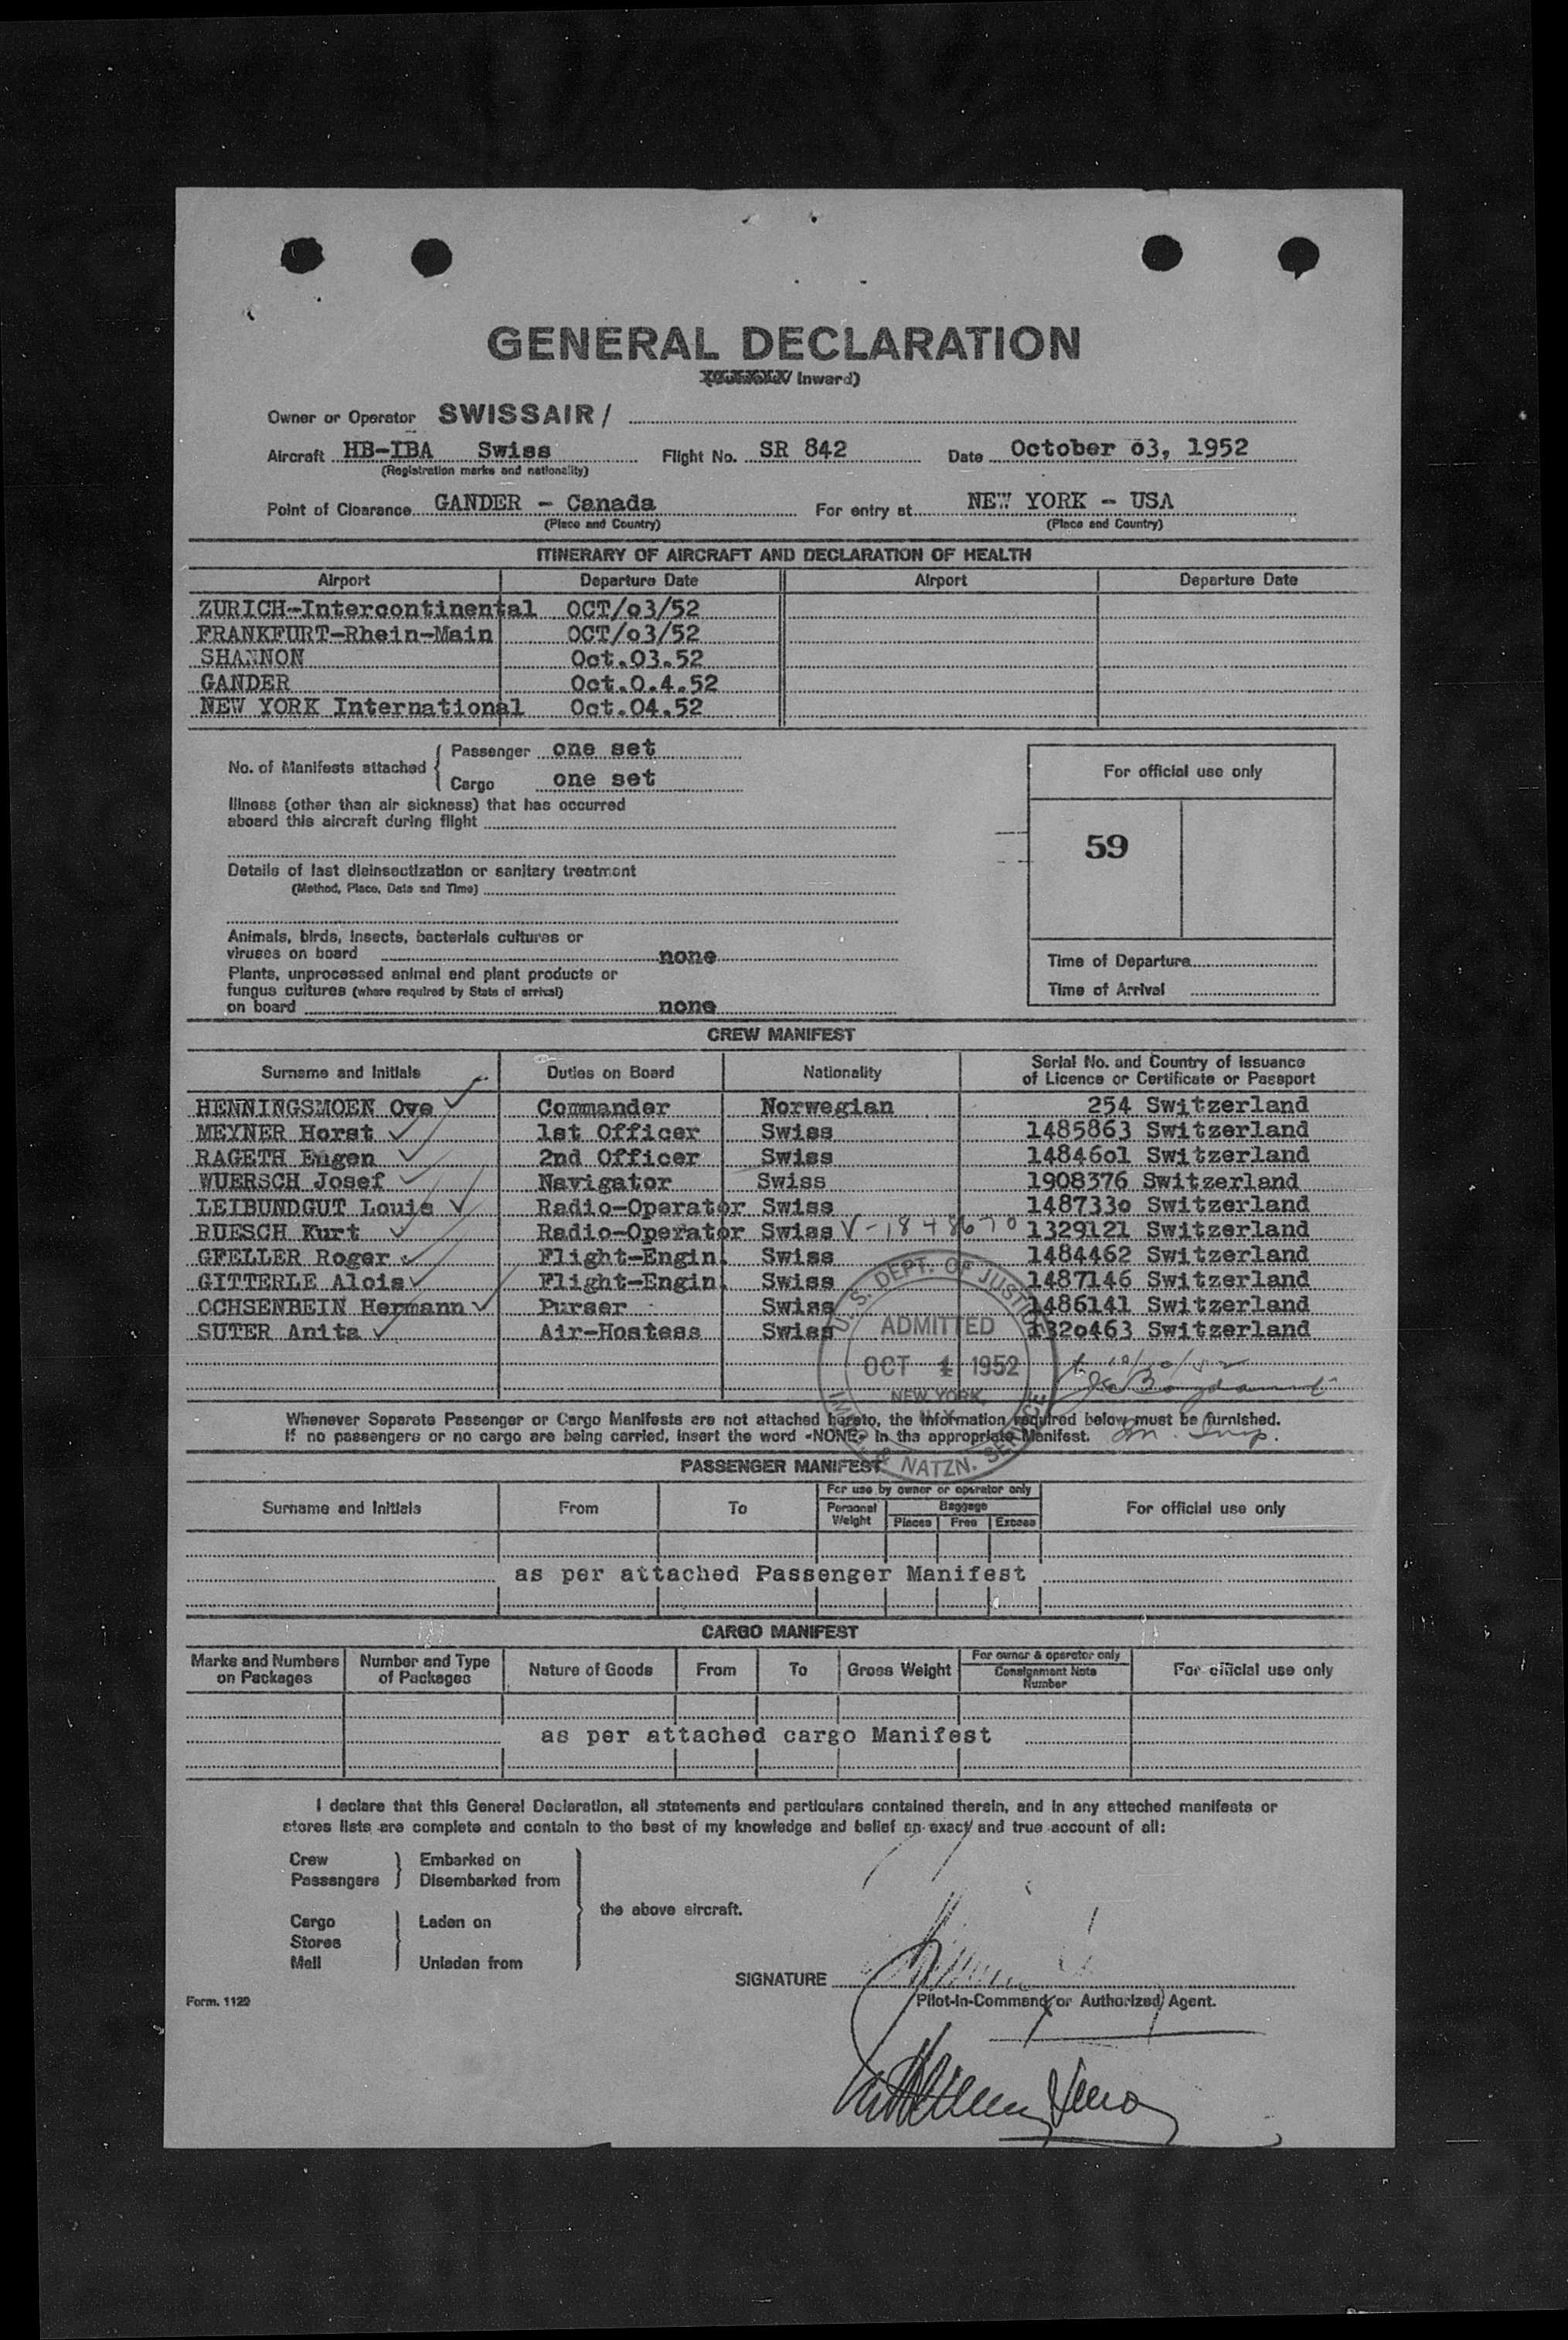 GENERAL DECLARATION
Inward)
Owner or Operator SWISSAIR /
Aircraft HB-IBA Swiss Flight No. SR 842 Date October o3, 1952
(Registration marks and nationality)
Point of Clearance GANDER - Canada For entry at NEW YORK - USA
(Place and Country) (Place and Country)
ITINERARY OF AIRCRAFT AND DECLARATION OF HEALTH
Airport Departure Date Airport Departure Date
ZURICH-Intercontinental OCT/o3/52
FRANKFURT-Rhein-Main OCT/o3/52
SHANNON Oct.03.52
GANDER Oct.0.4.52
NEW YORK International Oct.04.52
No. of Manifests attached { Passenger one set
Cargo one set
For official use only
Illness (other than air sickness) that has occurred
aboard this aircraft during flight
59
Details of last disinsectization or sanitary treatment
(Method, Place, Date and Time)
Animals, birds, insects, bacterials cultures or
viruses on board none
Plants, unprocessed animal and plant products or
fungus cultures (where required by State of arrival)
on board none
Time of Departure
Time of Arrival
CREW MANIFEST
Surname and Initials Duties on Board Nationality Serial No. and Country of Issuance
of Licence or Certificate or Passport
HENNINGSMOEN Ove Commander Norwegian 254 Switzerland
MEYNER Horst 1st Officer Swiss 1485863 Switzerland
RAGETH Eugen 2nd Officer Swiss 14846o1 Switzerland
WUERSCH Josef Navigator Swiss 1908376 Switzerland
LEIBUNDGUT Louis Radio-Operator Swiss 148733o Switzerland
RUESCH Kurt Radio-Operator Swiss V-1848670 1329121 Switzerland
GFELLER Roger Flight-Engin. Swiss 1484462 Switzerland
GITTERLE Alois Flight-Engin. Swiss 1487146 Switzerland
OCHSENBEIN Hermann Purser Swiss 1486141 Switzerland
SUTER Anita Air-Hostess Swiss 132o463 Switzerland
U. S. DEPT. OF JUSTICE
ADMITTED
OCT 4 1952
NEW YORK,
IMMIG. & NATZN. SERVICE
Whenever Separate Passenger or Cargo Manifests are not attached hereto, the information required below must be furnished.
If no passengers or no cargo are being carried, insert the word «NONE» in the appropriate Manifest. Im. Insp.
PASSENGER MANIFEST
Surname and Initials From To For use by owner or operator only For official use only
Personal Weight Baggage
Pieces Free Excess
as per attached Passenger Manifest
CARGO MANIFEST
Marks and Numbers on Packages Number and Type of Packages Nature of Goods From To Gross Weight For owner & operator only Consignment Note Number For official use only
as per attached cargo Manifest
I declare that this General Declaration, all statements and particulars contained therein, and in any attached manifests or
stores lists are complete and contain to the best of my knowledge and belief an exact and true account of all:
Crew } Embarked on
Passengers } Disembarked from
the above aircraft.
Cargo Laden on
Stores
Mail Unladen from
SIGNATURE
Form. 1129 Pilot-in-Command, or Authorized Agent.